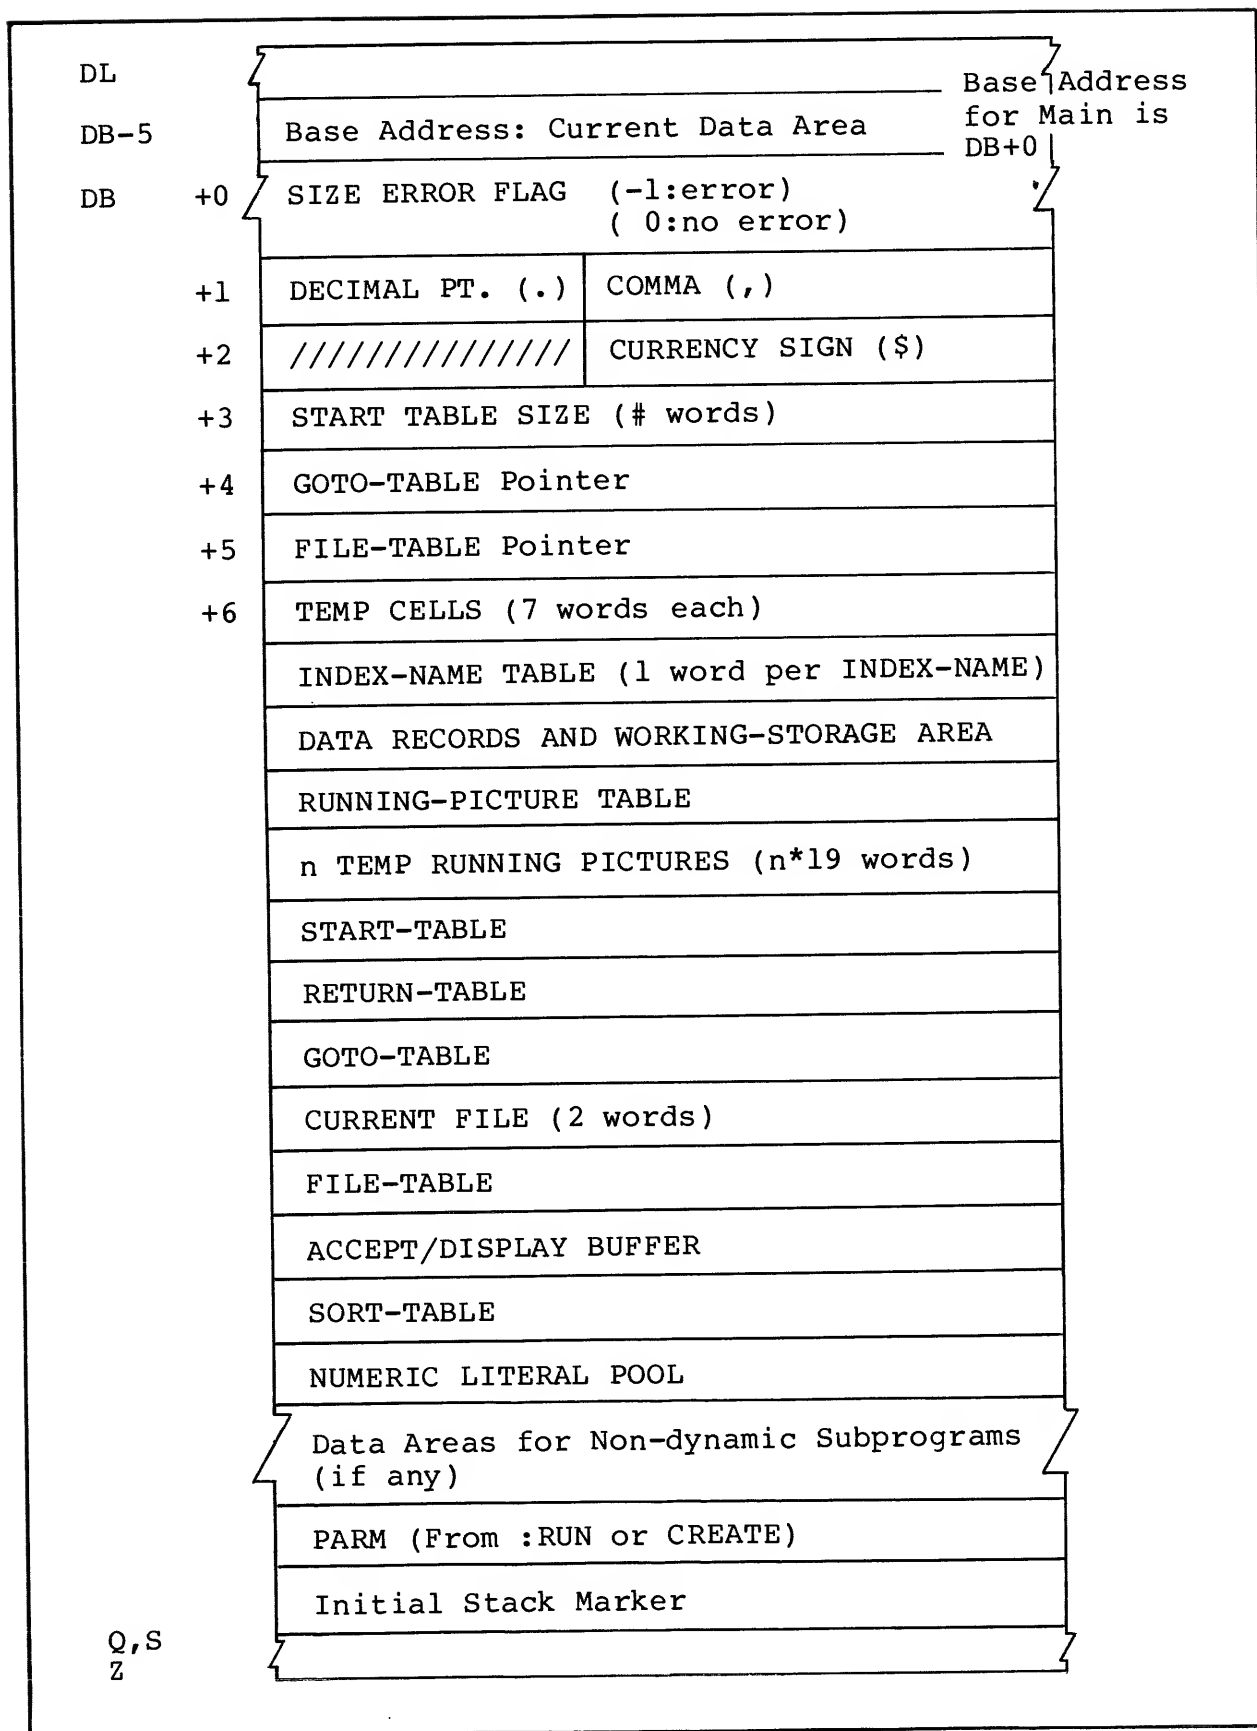 DL
Base Address
for Main is
DB+0
DB-5 Base Address: Current Data Area
DB +0 SIZE ERROR FLAG (-1:error)
( 0:no error)
+1 DECIMAL PT. (.) COMMA (,)
+2 /////////////// CURRENCY SIGN ($)
+3 START TABLE SIZE (# words)
+4 GOTO-TABLE Pointer
+5 FILE-TABLE Pointer
+6 TEMP CELLS (7 words each)
INDEX-NAME TABLE (1 word per INDEX-NAME)
DATA RECORDS AND WORKING-STORAGE AREA
RUNNING-PICTURE TABLE
n TEMP RUNNING PICTURES (n*19 words)
START-TABLE
RETURN-TABLE
GOTO-TABLE
CURRENT FILE (2 words)
FILE-TABLE
ACCEPT/DISPLAY BUFFER
SORT-TABLE
NUMERIC LITERAL POOL
Data Areas for Non-dynamic Subprograms
(if any)
PARM (From :RUN or CREATE)
Initial Stack Marker
Q,S
Z